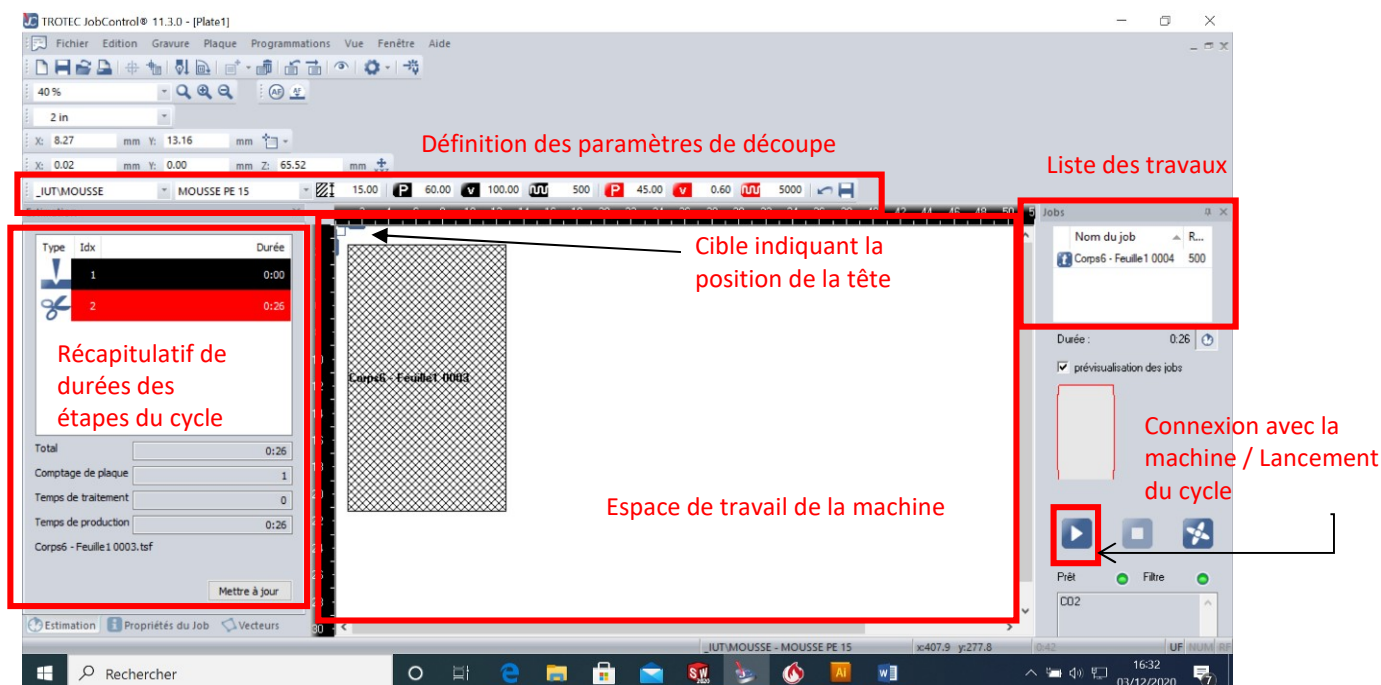 TROTEC JobControl® 11.3.0 - [Plate1]
Fichier Edition Gravure Plaque Programmations Vue Fenêtre Aide
40 %
2 in
X: 8.27 mm Y: 13.16 mm
Définition des paramètres de découpe
X: 0.02 mm Y: 0.00 mm Z: 65.52 mm
Liste des travaux
_IUT\MOUSSE MOUSSE PE 15 15.00 P 60.00 V 100.00 500 P 45.00 V 0.60 5000
Jobs
Type Idx Durée
1 0:00
2 0:26
Récapitulatif de
durées des
étapes du cycle
Total 0:26
Comptage de plaque 1
Temps de traitement 0
Temps de production 0:26
Corps6 - Feuille1 0003.tsf
Mettre à jour
Estimation Propriétés du Job Vecteurs
Cible indiquant la
position de la tête
Corps6 - Feuille1 0003
Espace de travail de la machine
Nom du job R...
Corps6 - Feuille1 0004 500
Durée : 0:26
prévisualisation des jobs
Connexion avec la
machine / Lancement
du cycle
Prêt Filtre
CO2
_IUT\MOUSSE - MOUSSE PE 15 x:407.9 y:277.8 0:42 UF NUM RF
Rechercher
16:32
03/12/2020